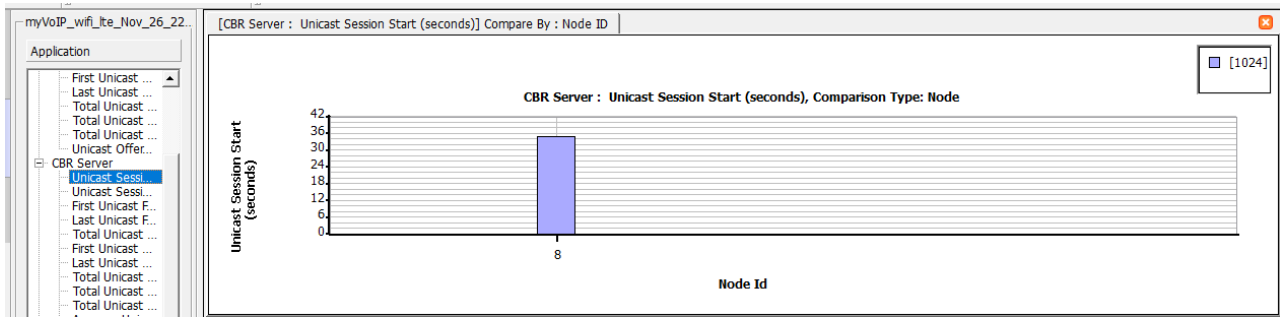 myVoIP_wifi_lte_Nov_26_22..
Application
First Unicast ...
Last Unicast ...
Total Unicast ...
Total Unicast ...
Total Unicast ...
Unicast Offer...
CBR Server
Unicast Sessi...
Unicast Sessi...
First Unicast F...
Last Unicast F...
Total Unicast ...
First Unicast ...
Last Unicast ...
Total Unicast ...
Total Unicast ...
Total Unicast ...
[CBR Server : Unicast Session Start (seconds)] Compare By : Node ID
[1024]
CBR Server : Unicast Session Start (seconds), Comparison Type: Node
Unicast Session Start
(seconds)
42
36
30
24
18
12
6
0
8
Node Id